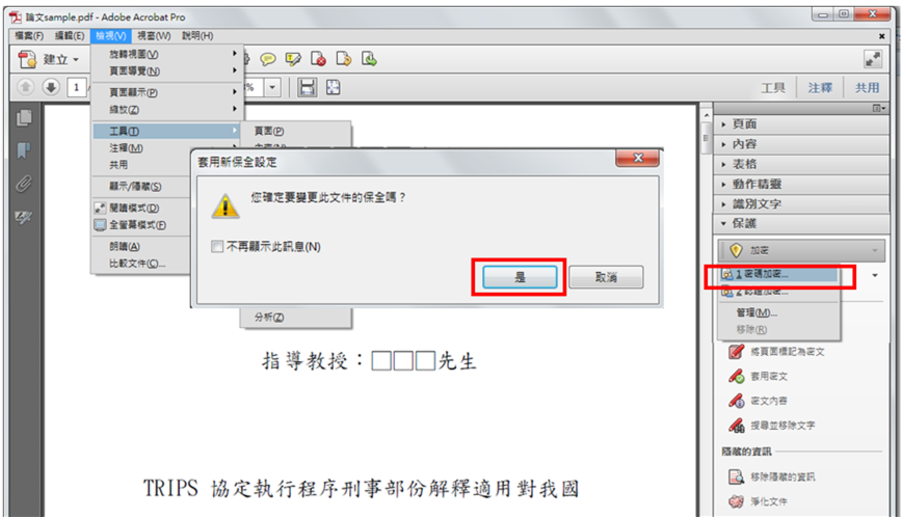 論文sample.pdf - Adobe Acrobat Pro
檔案(F) 編輯(E) 檢視(V) 視窗(W) 說明(H)
建立
旋轉視圖(V)
頁面導覽(N)
頁面顯示(P)
縮放(Z)
工具(T)
注釋(M)
共用
顯示/隱藏(S)
閱讀模式(D)
全螢幕模式(F)
朗讀(A)
比較文件(C)...
1
%
工具 注釋 共用
頁面(P)
分析(Z)
套用新保全設定
您確定要變更此文件的保全嗎？
不再顯示此訊息(N)
是 取消
頁面
內容
表格
動作精靈
識別文字
保護
加密
1 密碼加密...
2 憑證加密...
管理(M)...
移除(R)
將頁面標記為密文
套用密文
密文內容
搜尋並移除文字
隱藏的資訊
移除隱藏的資訊
淨化文件
指導教授：□□□先生
TRIPS 協定執行程序刑事部份解釋適用對我國